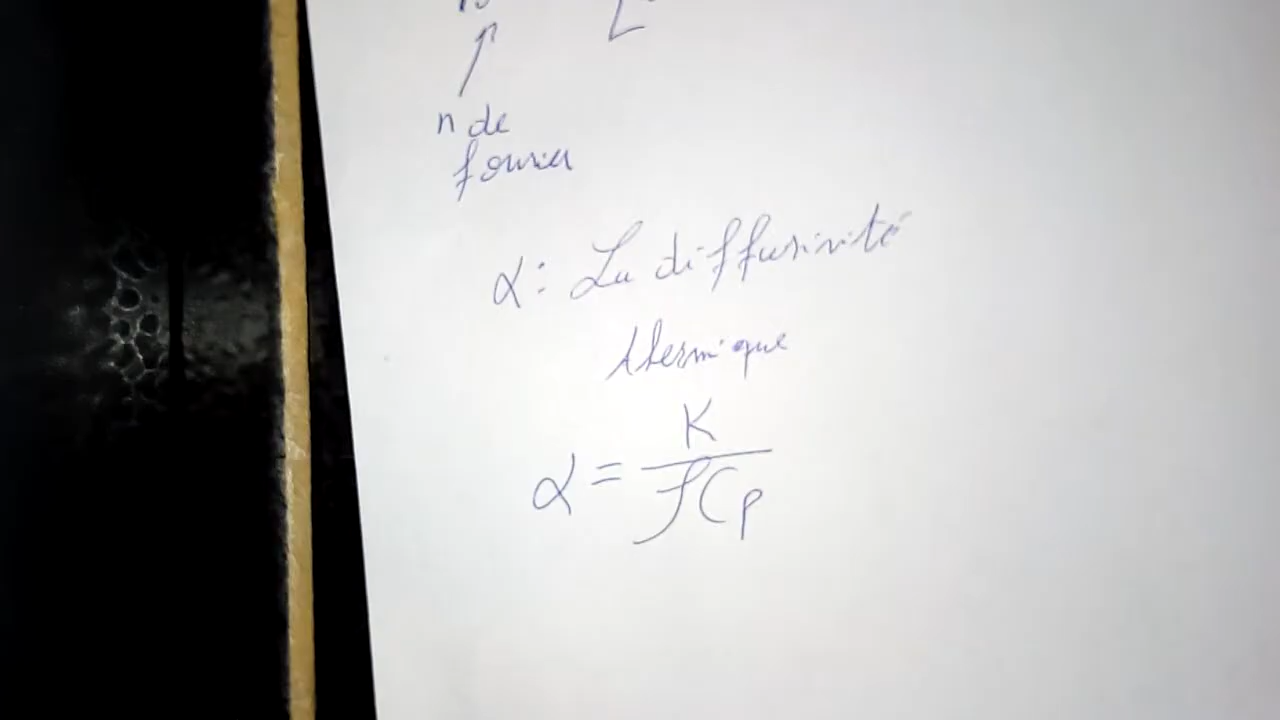 n de
fourier
α: La diffusivité
thermique
α = K / ρCp